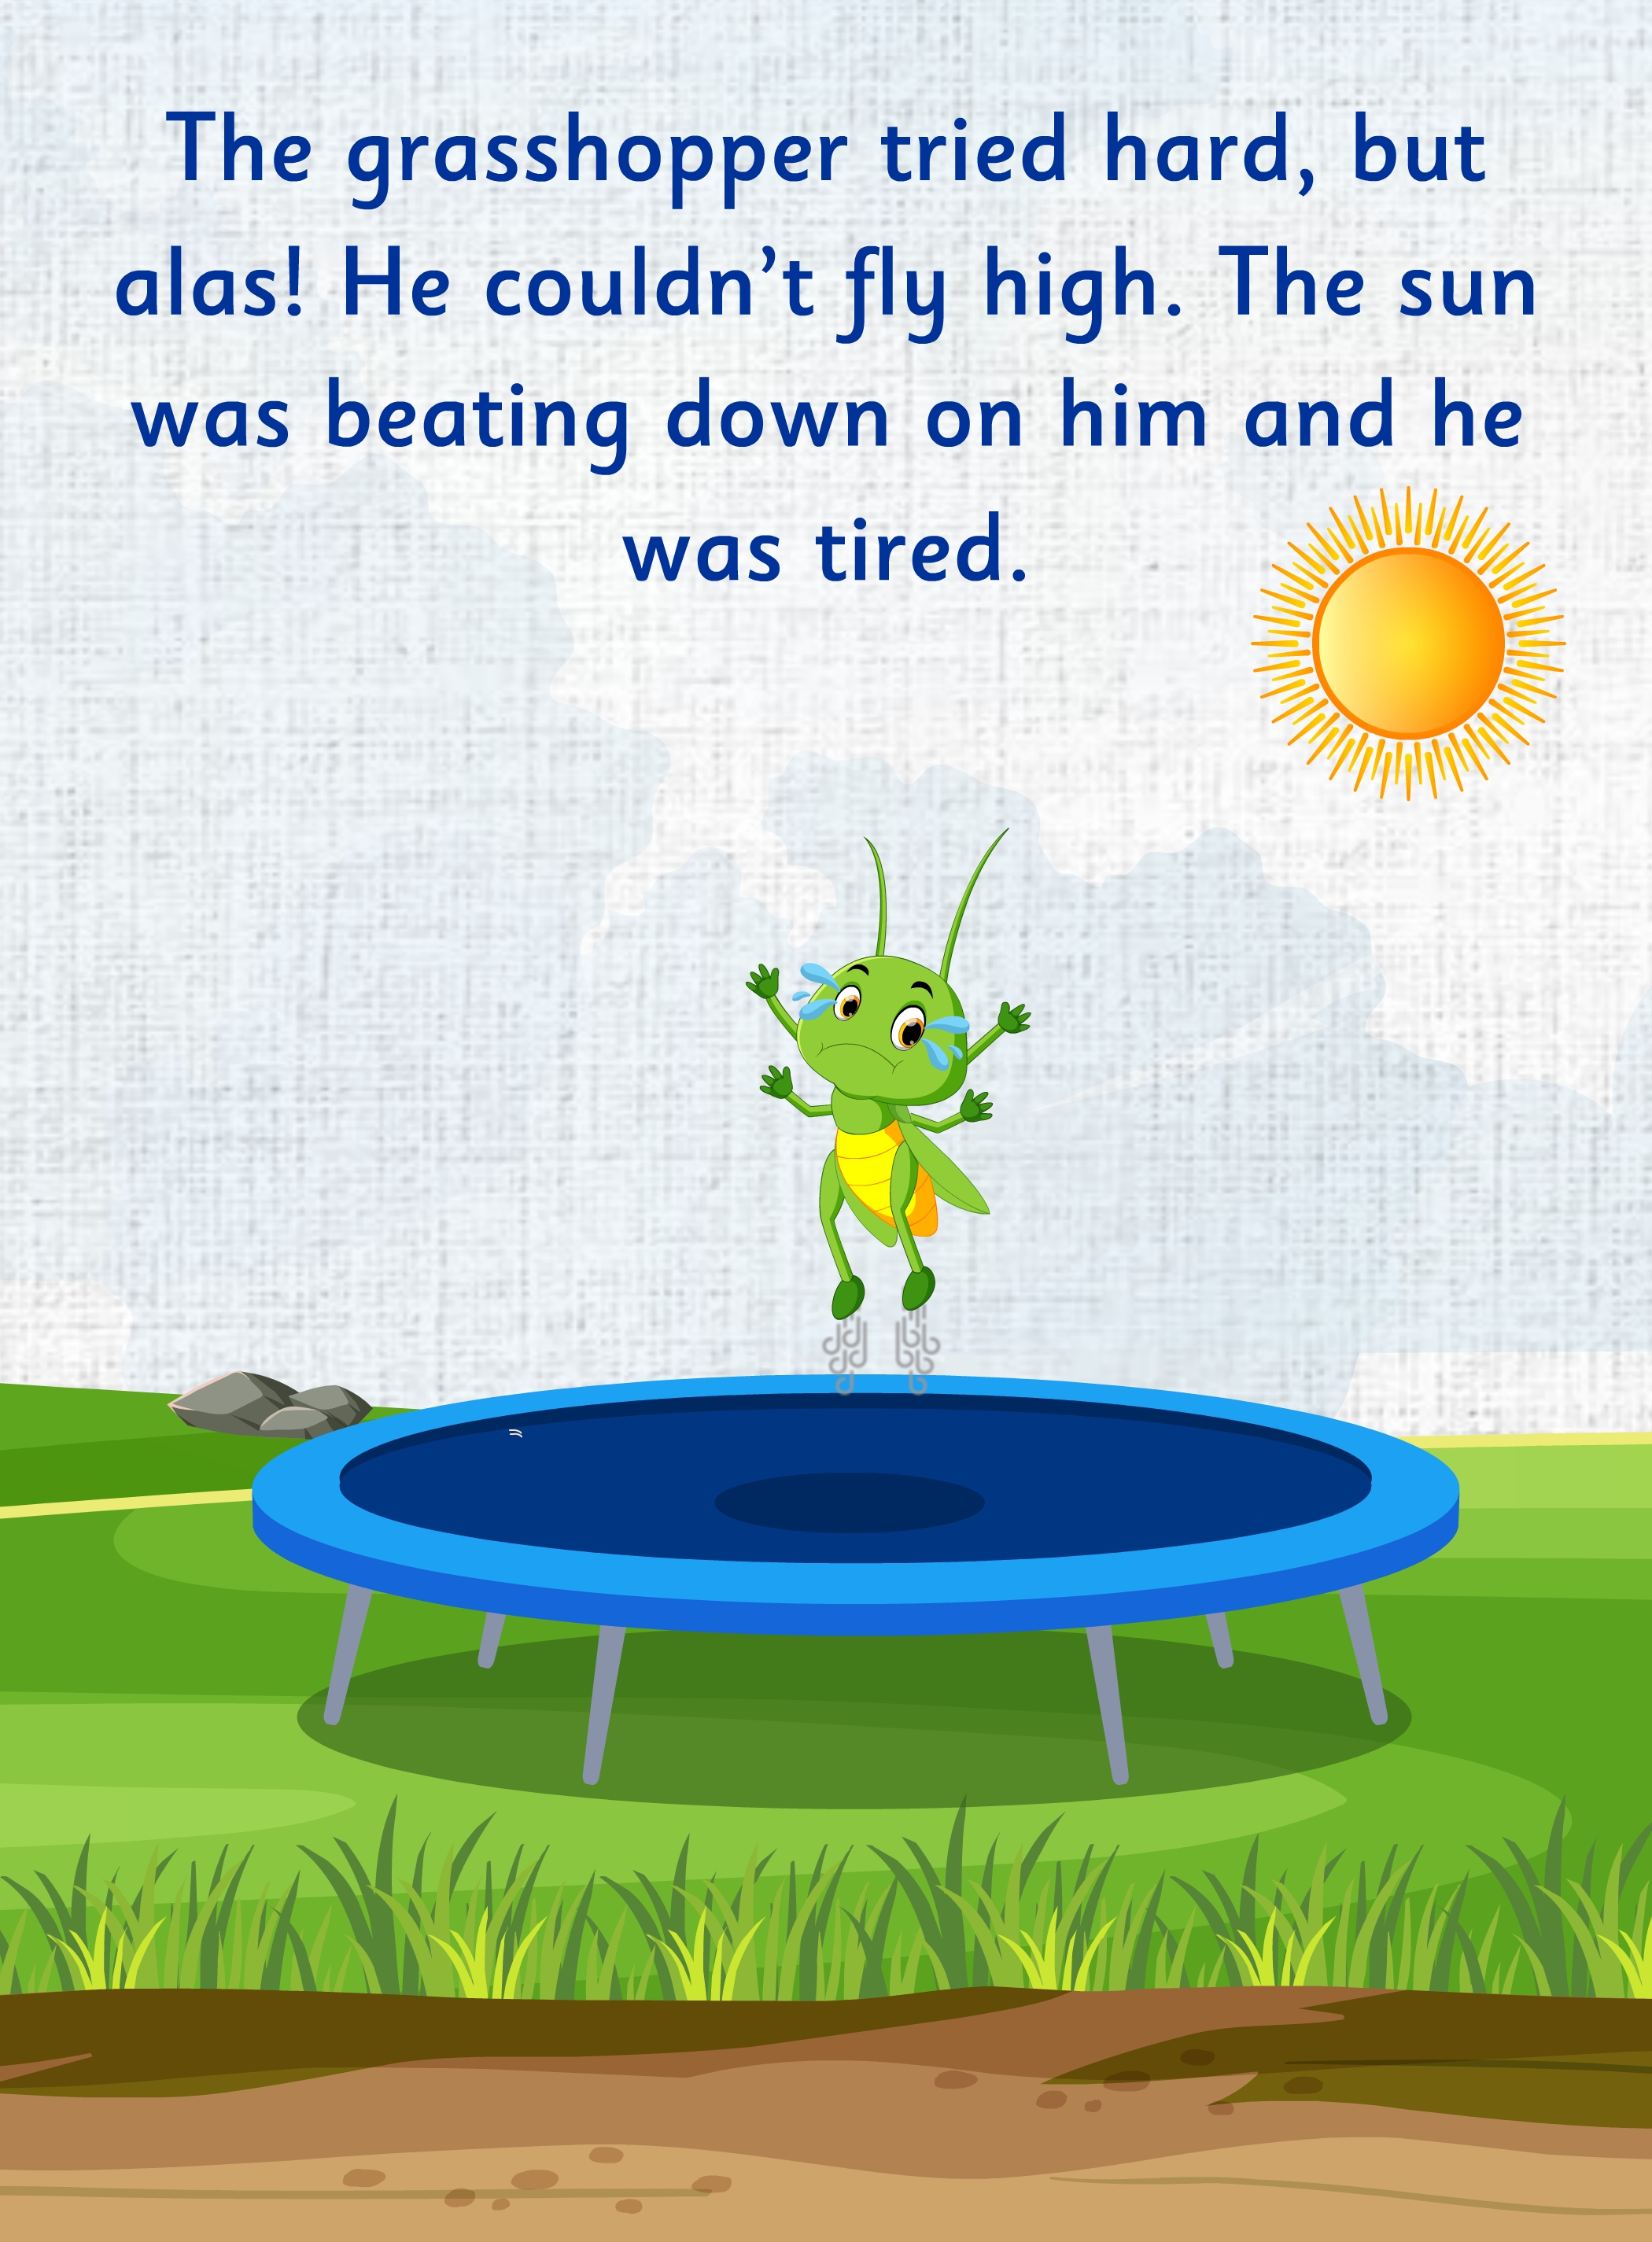 The grasshopper tried hard, but
alas! He couldn’t fly high. The sun
was beating down on him and he
was tired.